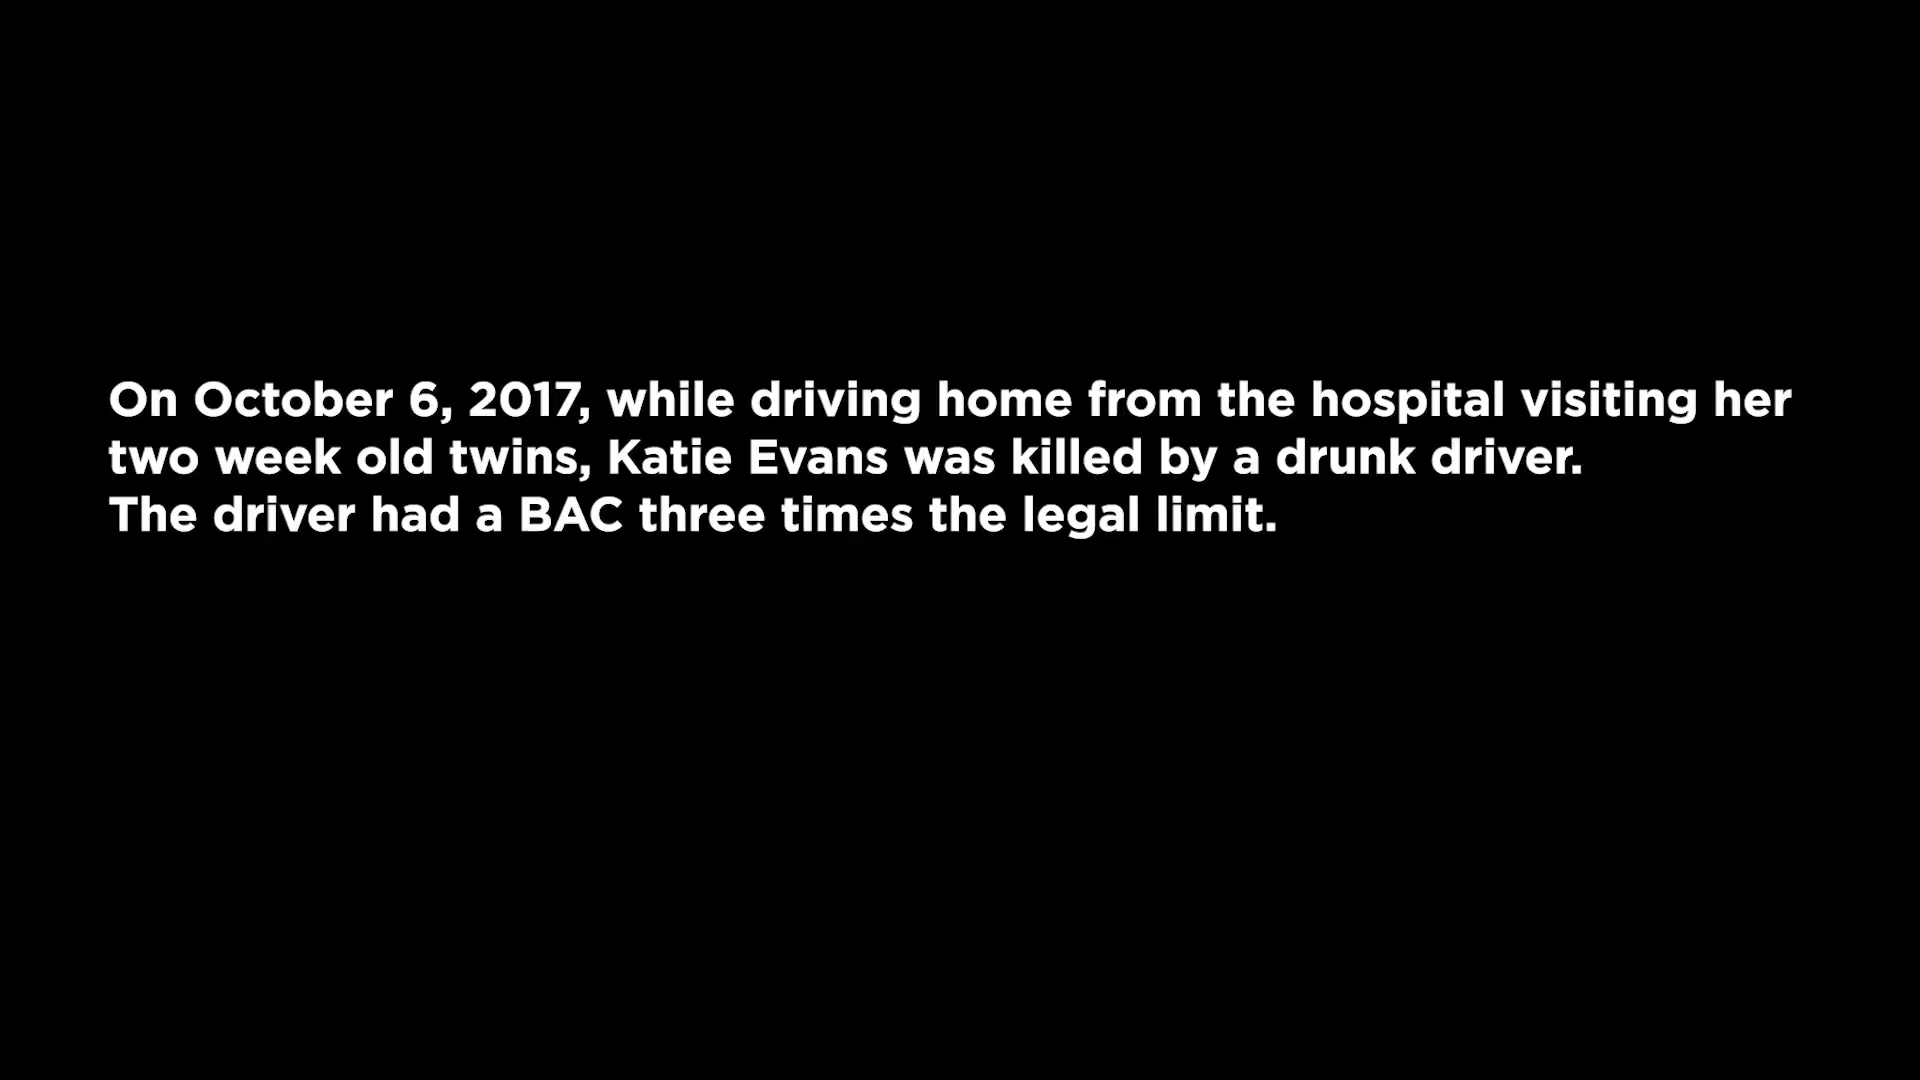 On October 6, 2017, while driving home from the hospital visiting her
two week old twins, Katie Evans was killed by a drunk driver.
The driver had a BAC three times the legal limit.